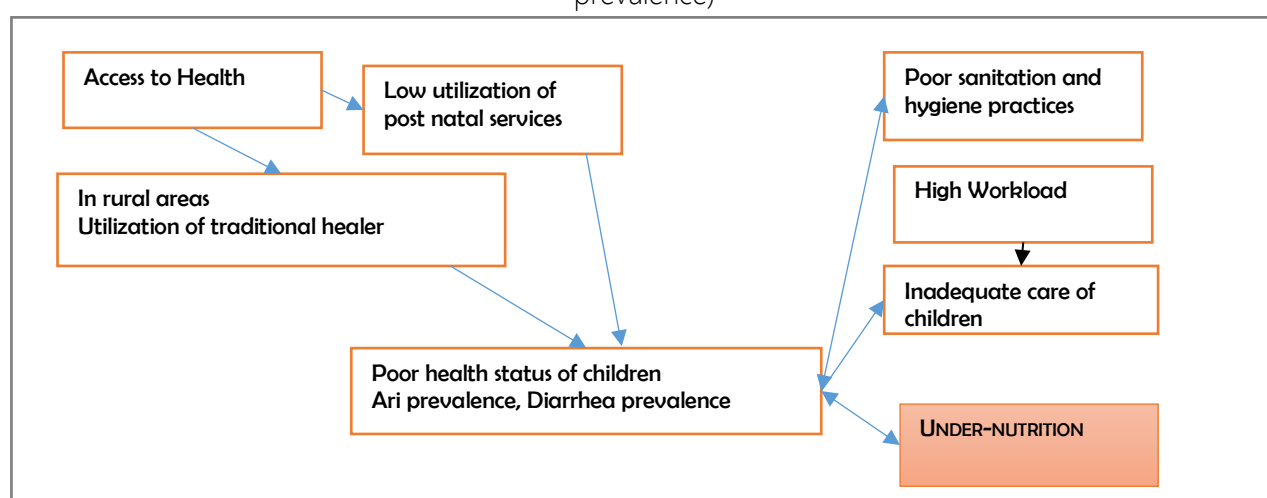 prevalence)
Access to Health
Low utilization of
post natal services
In rural areas
Utilization of traditional healer
Poor health status of children
Ari prevalence, Diarrhea prevalence
Poor sanitation and
hygiene practices
High Workload
Inadequate care of
children
UNDER-NUTRITION